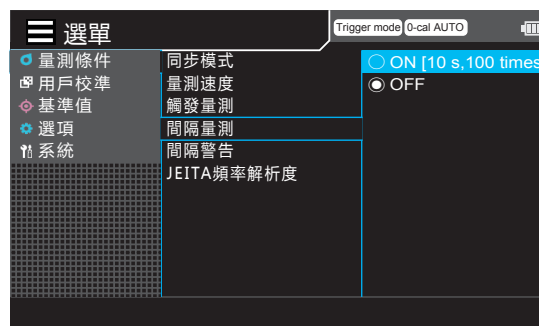 選單
Trigger mode 0-cal AUTO
量測條件
用戶校準
基準值
選項
系統
同步模式
量測速度
觸發量測
間隔量測
間隔警告
JEITA頻率解析度
ON [10 s,100 times
OFF